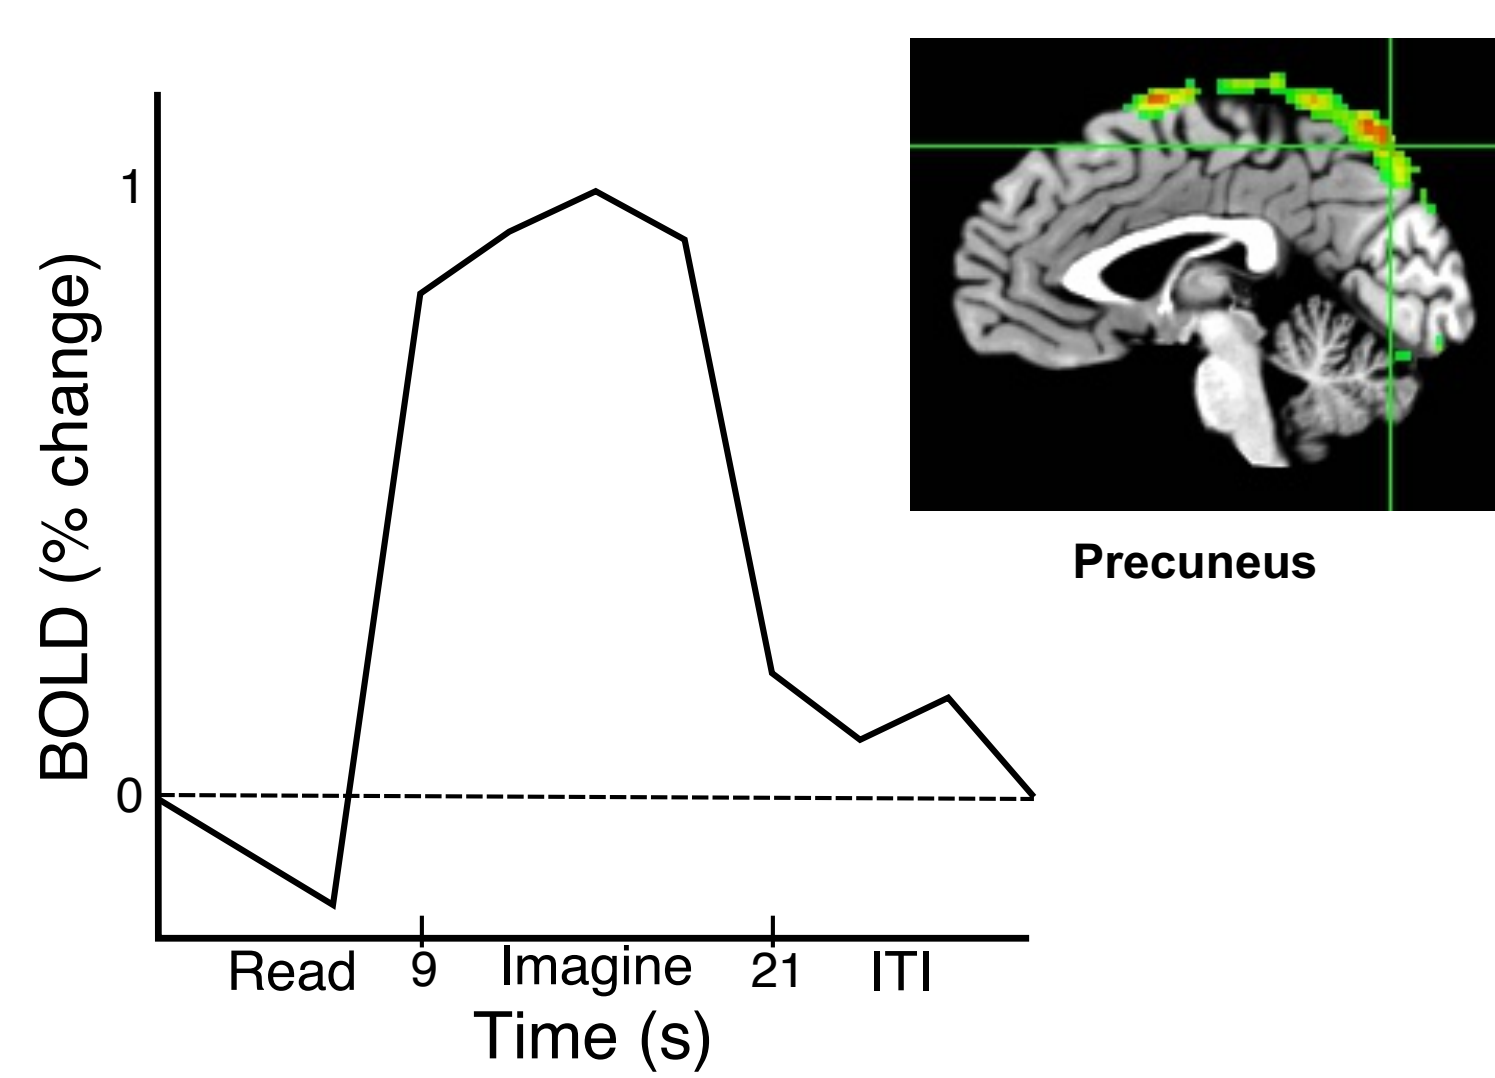 BOLD (% change)
1
0
Read 9 Imagine 21 ITI
Time (s)
Precuneus